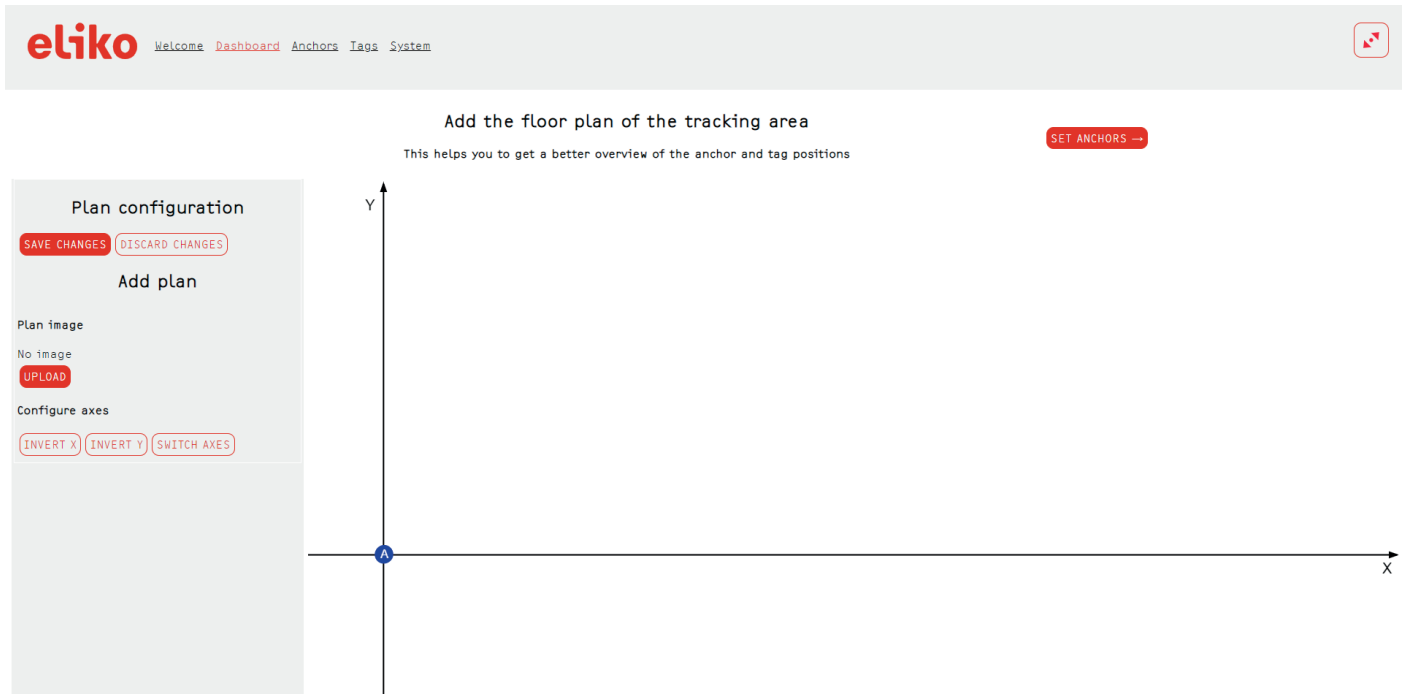 eliko
Welcome Dashboard Anchors Tags System
Add the floor plan of the tracking area
This helps you to get a better overview of the anchor and tag positions
SET ANCHORS →
Plan configuration
SAVE CHANGES DISCARD CHANGES
Add plan
Plan image
No image
UPLOAD
Configure axes
INVERT X INVERT Y SWITCH AXES
Y
A
X